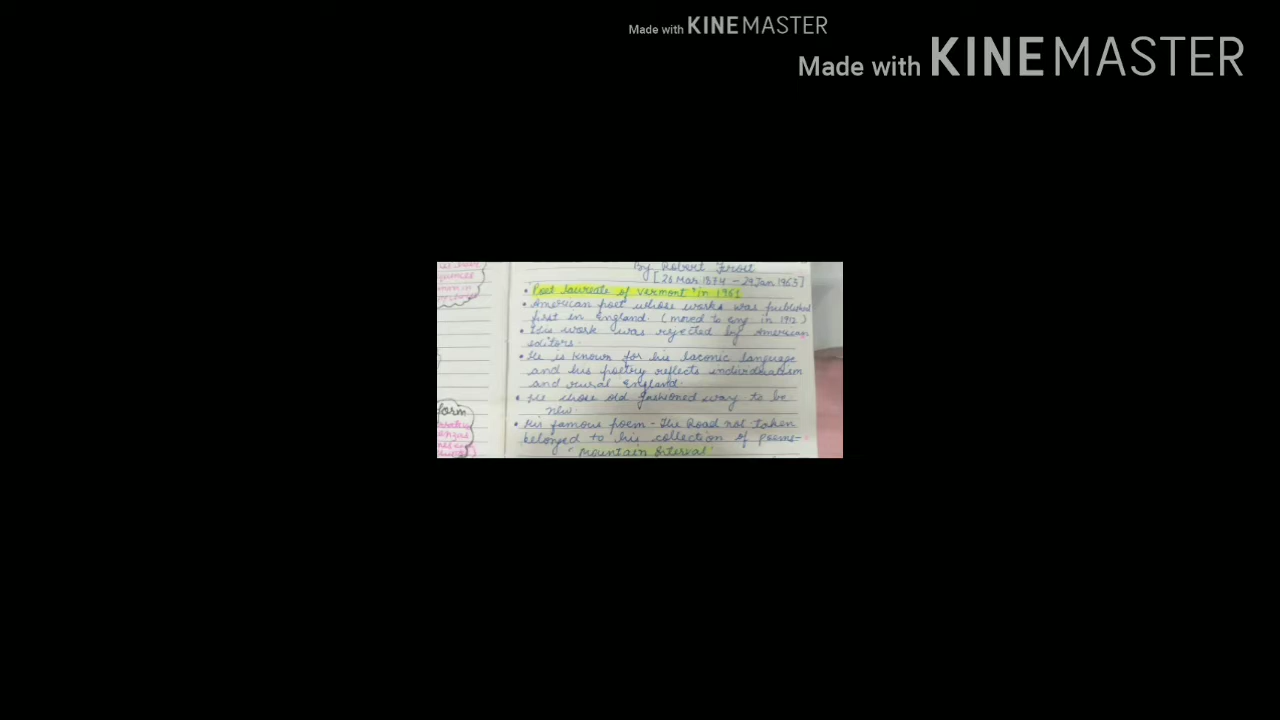 Made with KINEMASTER
Made with KINEMASTER
By Robert Frost
[26 Mar 1874 - 29 Jan 1963]
• Poet laureate of Vermont in 1961
• American poet whose works was published
first in England. (moved to Eng in 1912)
• His work was rejected by American
editors.
• He is known for his laconic language
and his poetry reflects individualism
and rural England.
• He chose old fashioned way to be
new.
• His famous poem - The Road not taken
belonged to his collection of poems-
'Mountain Interval'
form